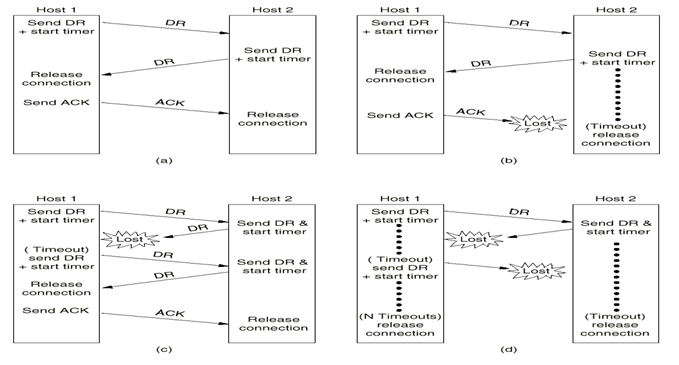 Host 1
Host 2
Send DR
+ start timer
DR
Send DR
+ start timer
DR
Release
connection
Send ACK
ACK
Release
connection
(a)
Host 1
Host 2
Send DR
+ start timer
DR
Send DR
+ start timer
DR
Release
connection
Send ACK
ACK
Lost
(Timeout)
release
connection
(b)
Host 1
Host 2
Send DR
+ start timer
DR
Send DR &
start timer
DR
Lost
( Timeout)
send DR
+ start timer
DR
Send DR &
start timer
DR
Release
connection
Send ACK
ACK
Release
connection
(c)
Host 1
Host 2
Send DR
+ start timer
DR
Send DR &
start timer
Lost
( Timeout)
send DR
+ start timer
Lost
(N Timeouts)
release
connection
(Timeout)
release
connection
(d)